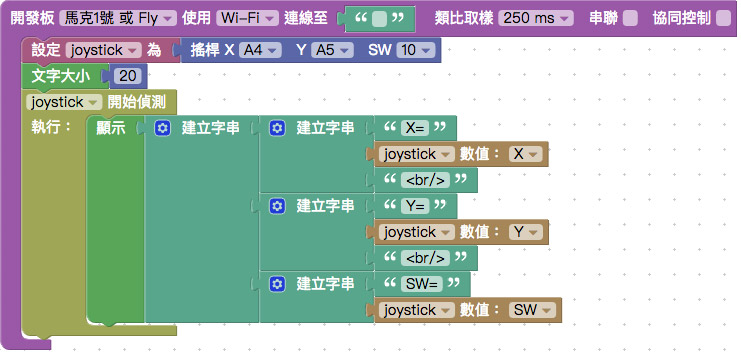 開發板 馬克1號 或 Fly 使用 Wi-Fi 連線至 “ ” 類比取樣 250 ms 串聯 協同控制
設定 joystick 為 搖桿 X A4 Y A5 SW 10
文字大小 20
joystick 開始偵測
執行： 顯示 建立字串 建立字串 “ X= ”
joystick 數值： X
“ <br/> ”
建立字串 “ Y= ”
joystick 數值： Y
“ <br/> ”
建立字串 “ SW= ”
joystick 數值： SW